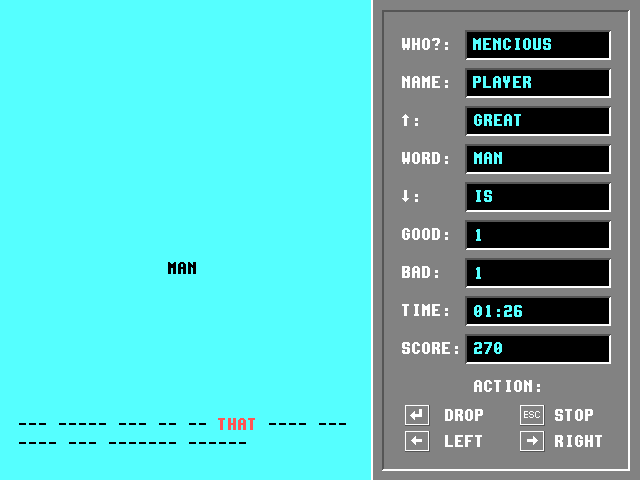 MAN
--- ----- --- -- -- THAT ---- ---
---- --- ------- ------
WHO?: MENCIOUS
NAME: PLAYER
↑: GREAT
WORD: MAN
↓: IS
GOOD: 1
BAD: 1
TIME: 01:26
SCORE: 270
ACTION:
↵ DROP ESC STOP
← LEFT → RIGHT